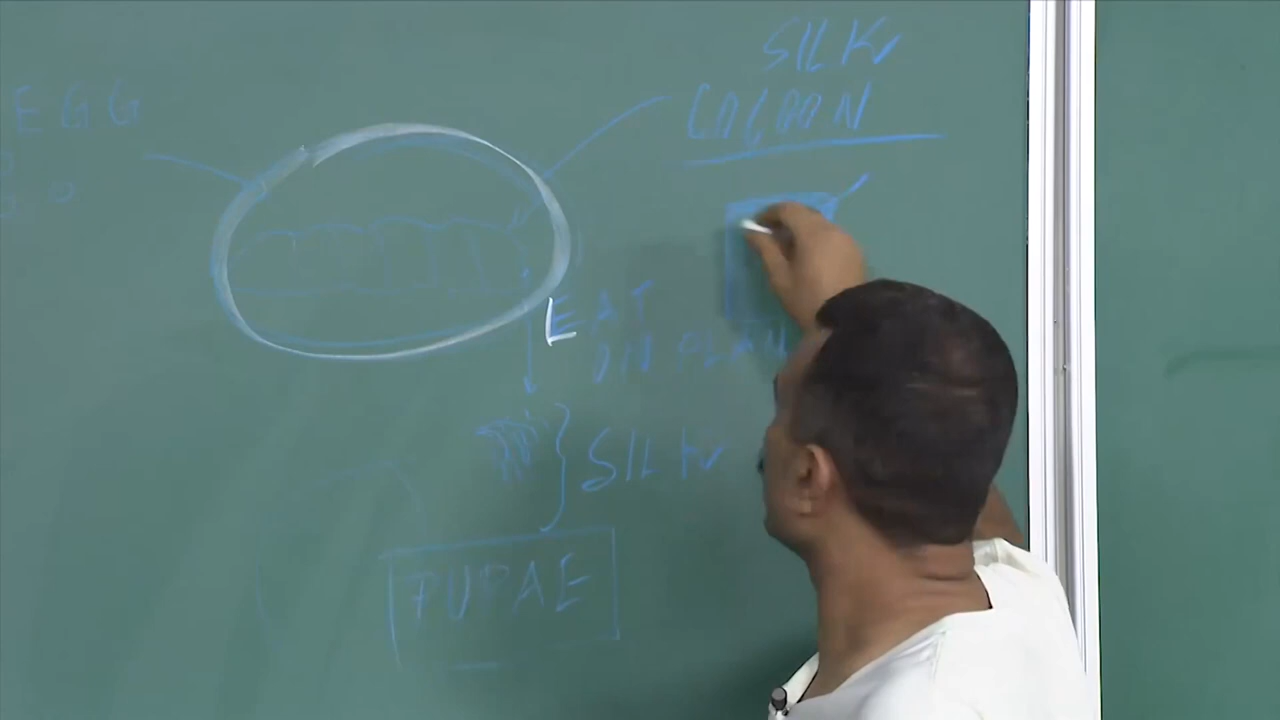 EGG
SILK
COCOON
EAT
ON PLAN
SILK
PUPAE